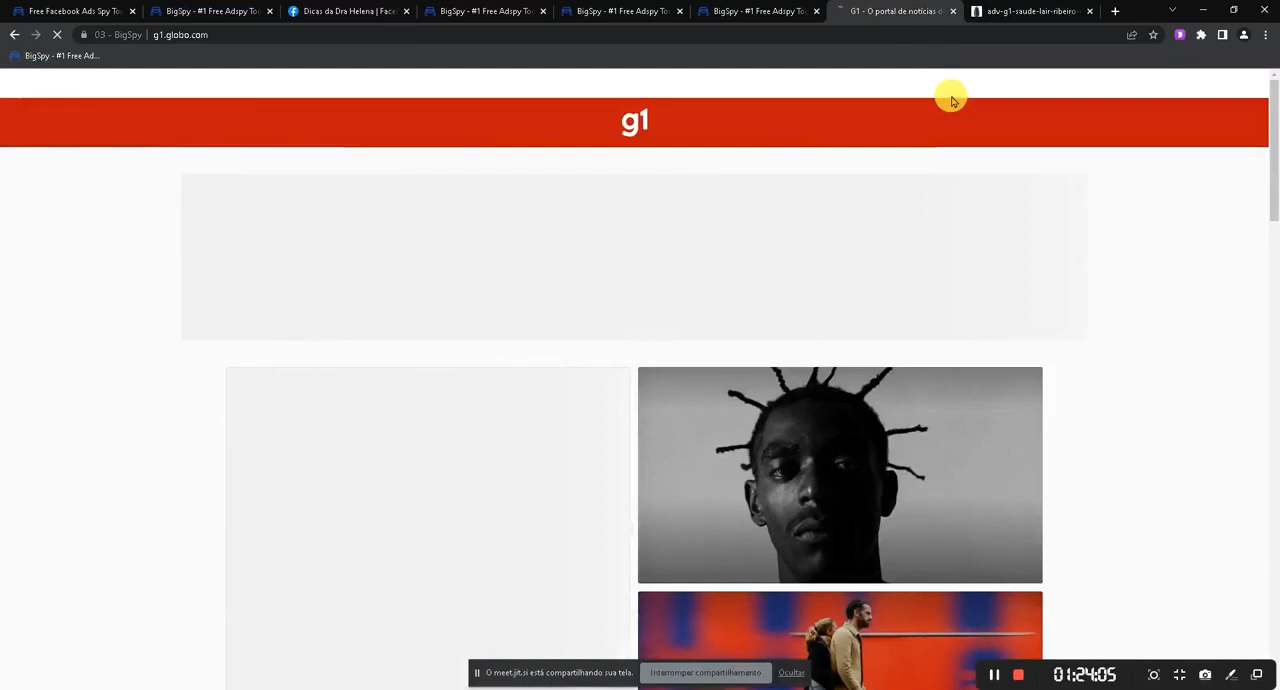 Free Facebook Ads Spy To
BigSpy - #1 Free Adspy To
Dicas da Dra Helena | Face
BigSpy - #1 Free Adspy To
BigSpy - #1 Free Adspy To
BigSpy - #1 Free Adspy To
G1 - O portal de notícias d
adv-g1-saude-lair-ribeiro-
03 - BigSpy | g1.globo.com
BigSpy - #1 Free Ad...
g1
O meet.jit.si está compartilhando sua tela.
Interromper compartilhamento
Ocultar
01:24:05